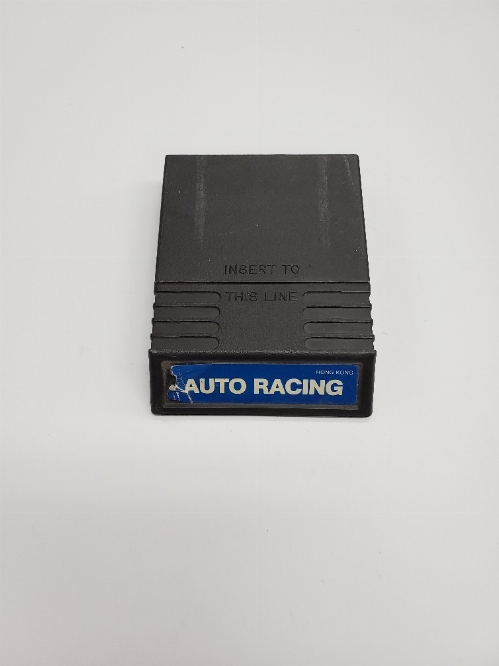 INSERT TO
THIS LINE
HONG KONG
AUTO RACING